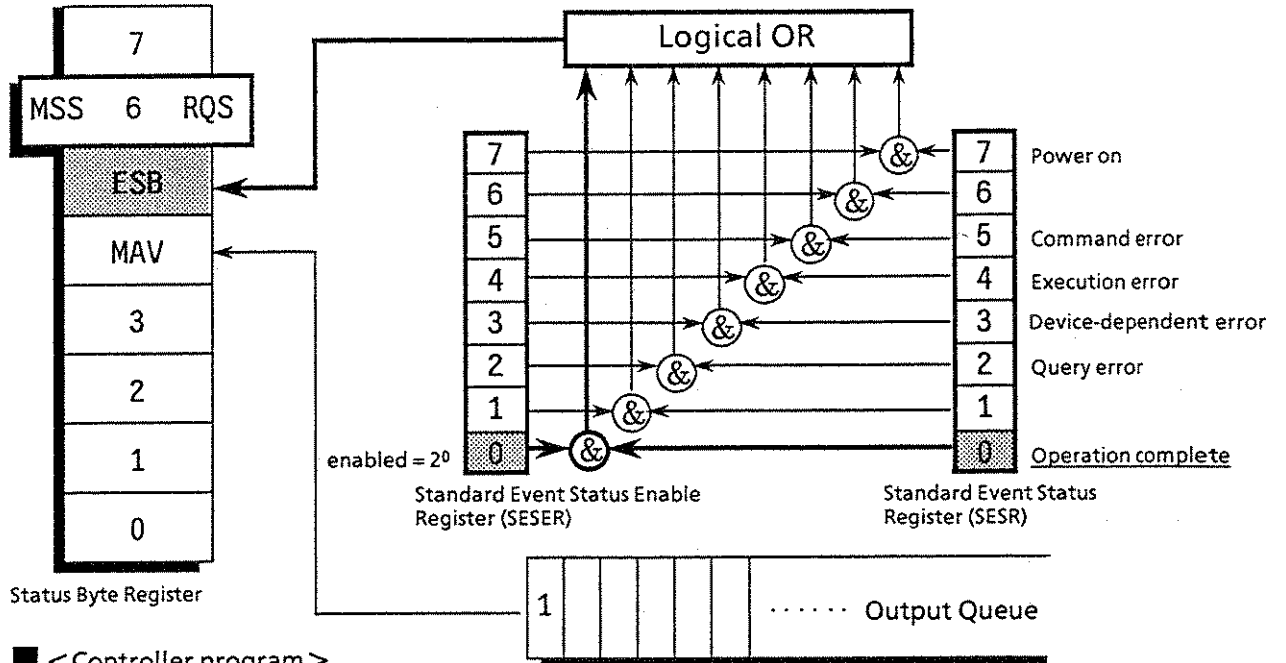 7
MSS 6 RQS
ESB
MAV
3
2
1
0
Status Byte Register
Logical OR
7
6
5
4
3
2
1
0
enabled = 2⁰
Standard Event Status Enable
Register (SESER)
&
&
&
&
&
&
&
&
7 Power on
6
5 Command error
4 Execution error
3 Device-dependent error
2 Query error
1
0 Operation complete
Standard Event Status
Register (SESR)
1 ······ Output Queue
■ <Controller program>